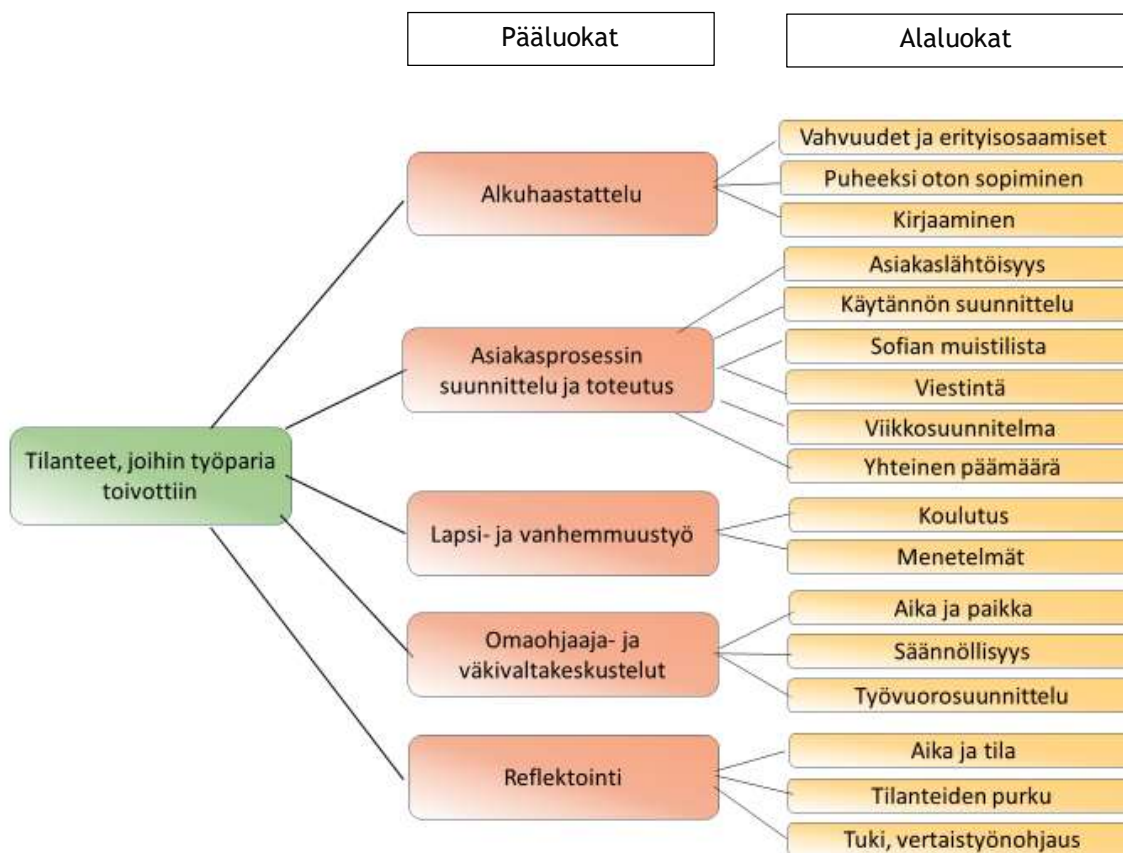 Pääluokat
Alaluokat
Tilanteet, joihin työparia
toivottiin
Alkuhaastattelu
Vahvuudet ja erityisosaamiset
Puheeksi oton sopiminen
Kirjaaminen
Asiakasprosessin
suunnittelu ja toteutus
Asiakaslähtöisyys
Käytännön suunnittelu
Sofian muistilista
Viestintä
Viikkosuunnitelma
Yhteinen päämäärä
Lapsi- ja vanhemmuustyö
Koulutus
Menetelmät
Omaohjaaja- ja
väkivaltakeskustelut
Aika ja paikka
Säännöllisyys
Työvuorosuunnittelu
Reflektointi
Aika ja tila
Tilanteiden purku
Tuki, vertaistyönohjaus